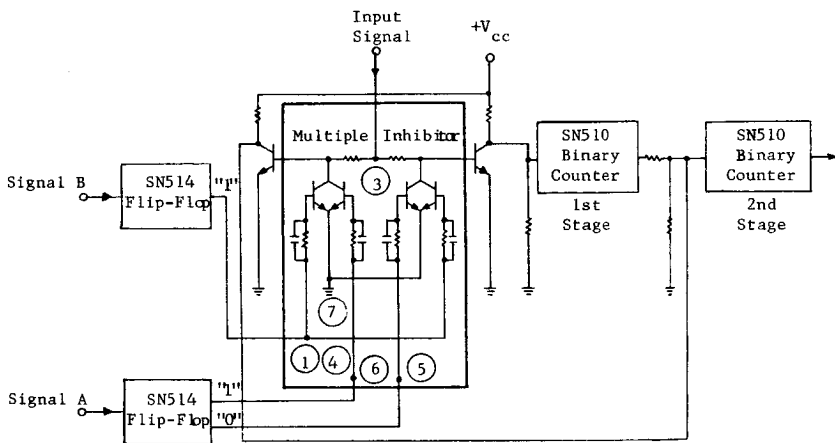 Input
Signal
+Vcc
Multiple Inhibitor
3
SN510
Binary
Counter
1st
Stage
SN510
Binary
Counter
2nd
Stage
Signal B
SN514
Flip-Flop
"1"
7
1
4
6
5
Signal A
SN514
Flip-Flop
"1"
"0"